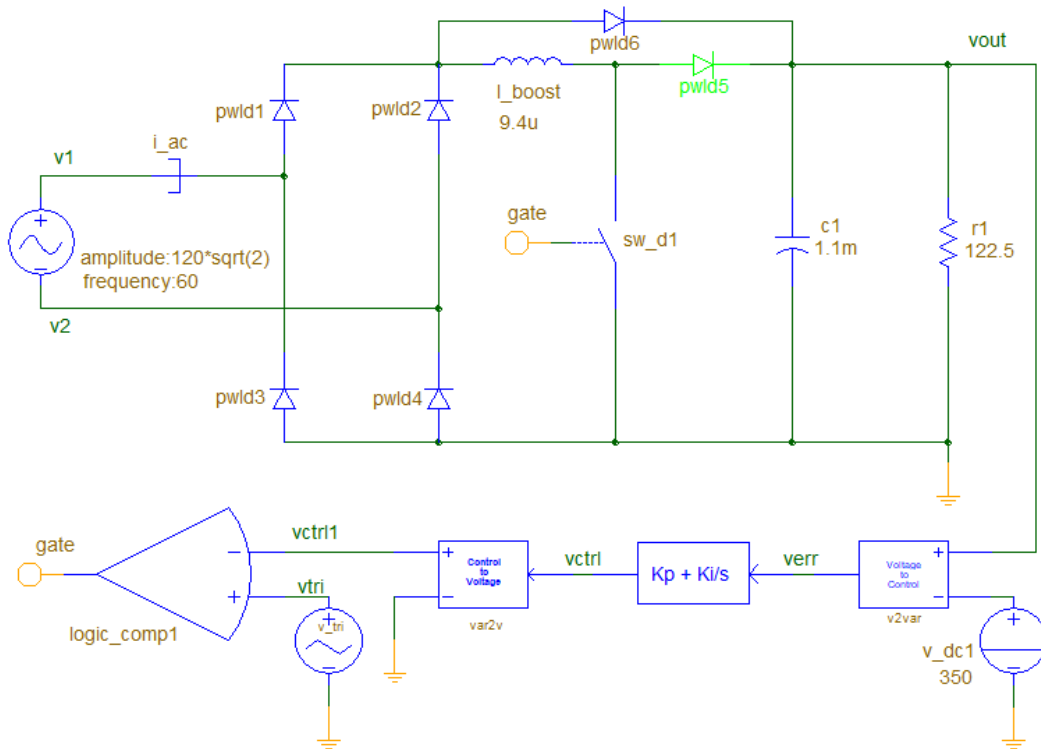 pwld6
vout
pwld5
l_boost
9.4u
pwld1
pwld2
i_ac
v1
gate
sw_d1
c1
1.1m
r1
122.5
+
−
amplitude:120*sqrt(2)
frequency:60
v2
pwld3
pwld4
gate
−
+
logic_comp1
vctrl1
vtri
+
v_tri
−
+
−
Control
to
Voltage
var2v
vctrl
Kp + Ki/s
verr
Voltage
to
Control
+
−
v2var
+
−
v_dc1
350